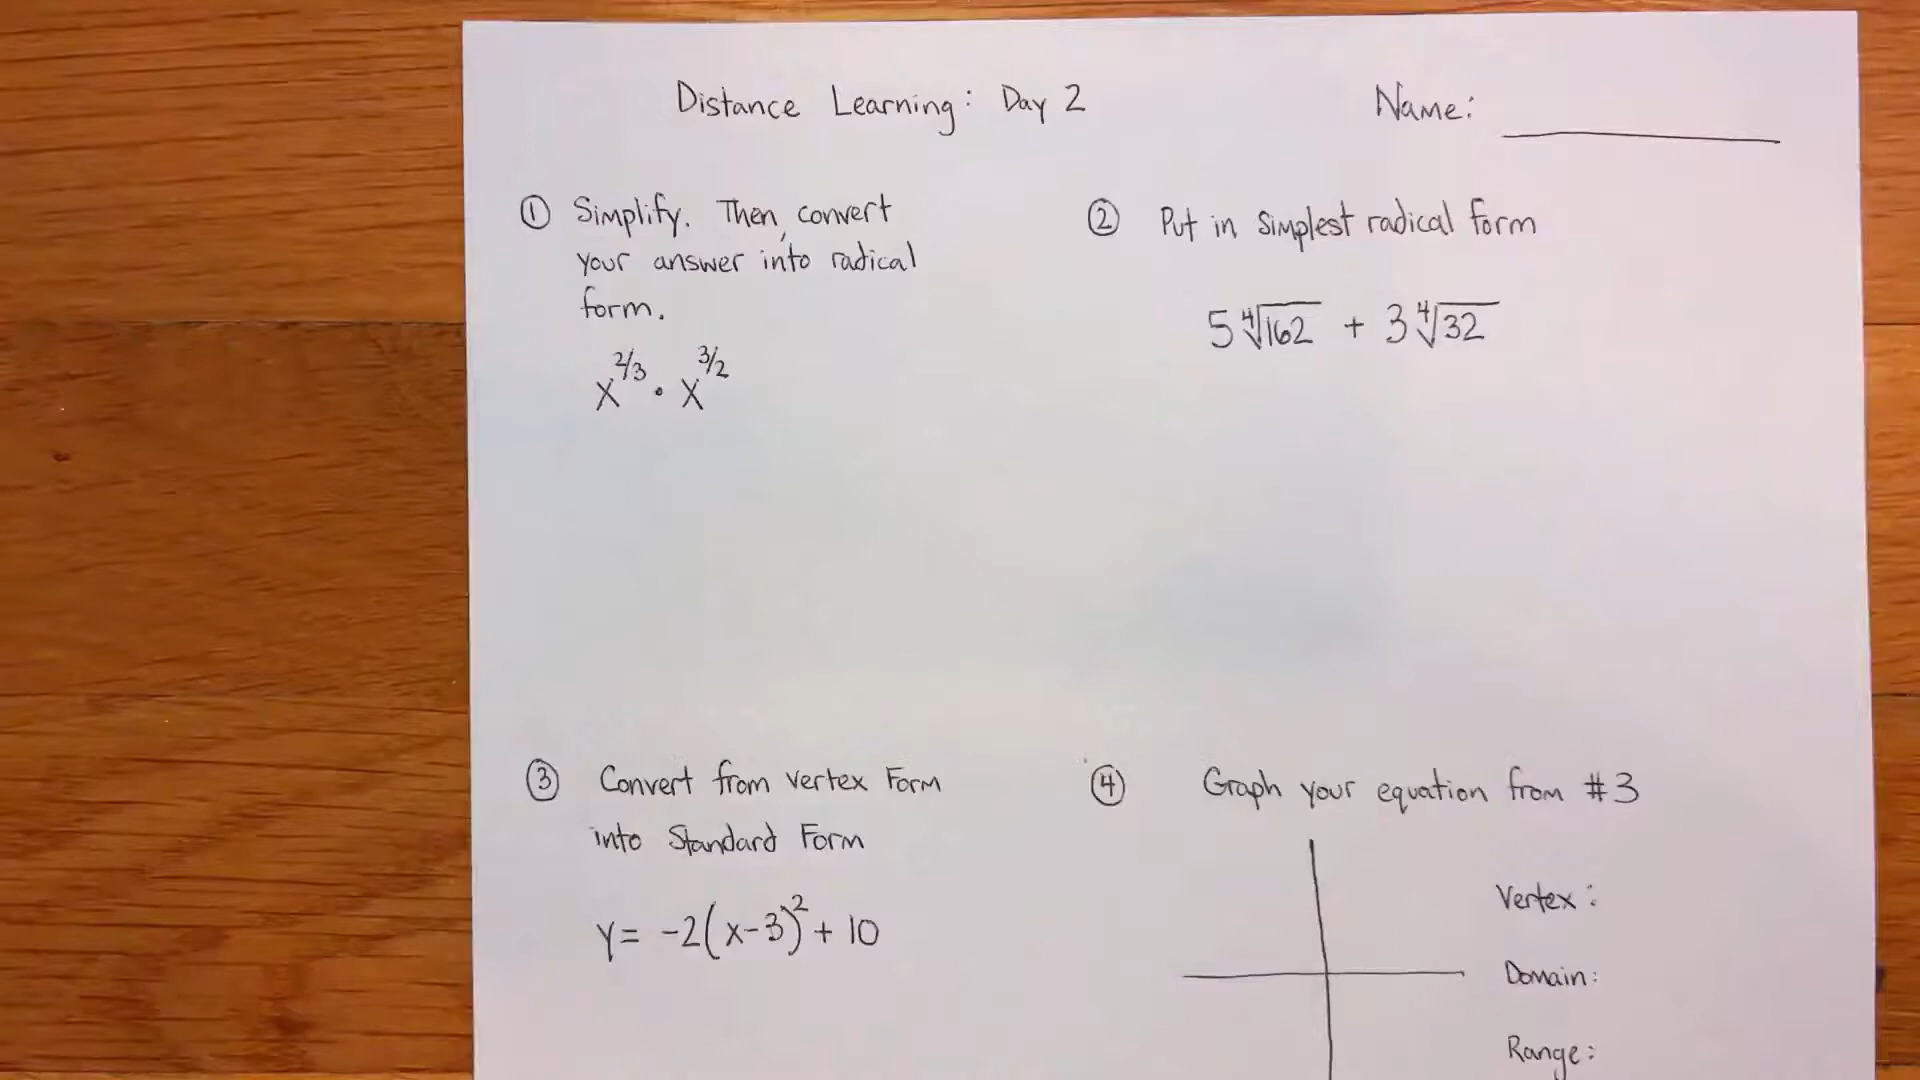 Distance Learning: Day 2
Name:
① Simplify. Then, convert
your answer into radical
form.
x^2/3 · x^3/2
② Put in simplest radical form
5∜162 + 3∜32
③ Convert from Vertex Form
into Standard Form
y= -2(x-3)² + 10
④ Graph your equation from #3
Vertex:
Domain:
Range: